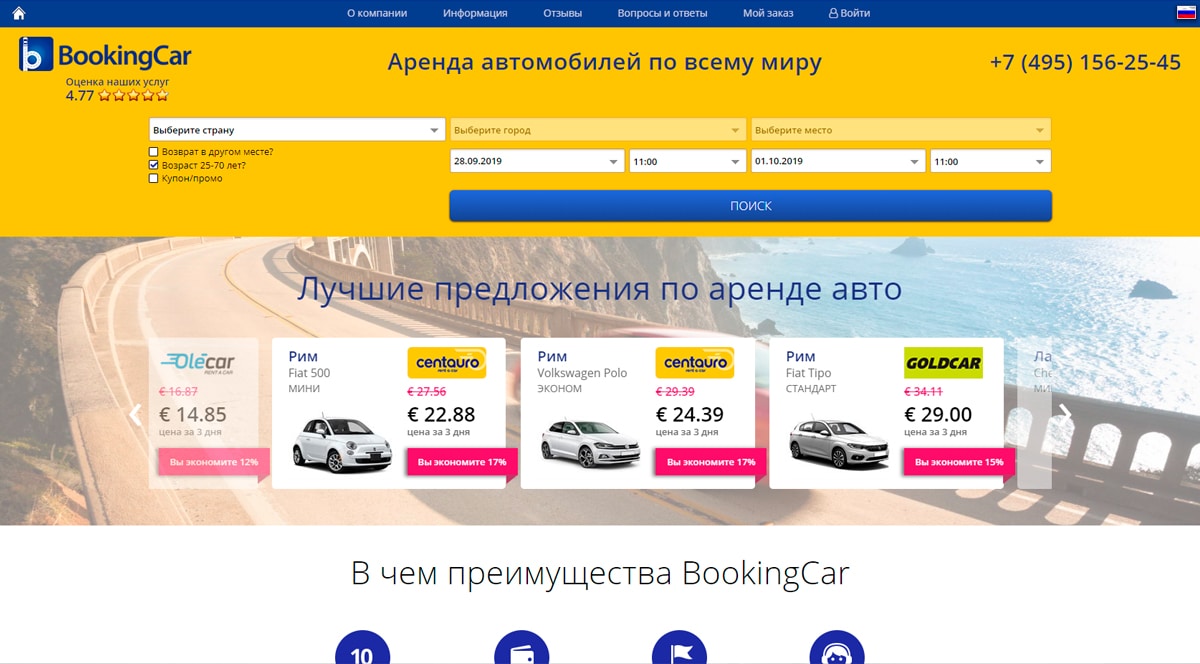 О компании
Информация
Отзывы
Вопросы и ответы
Мой заказ
Войти
b BookingCar
Оценка наших услуг
4.77
Аренда автомобилей по всему миру
+7 (495) 156-25-45
Выберите страну
Выберите город
Выберите место
Возврат в другом месте?
Возраст 25-70 лет?
Купон/промо
28.09.2019
11:00
01.10.2019
11:00
ПОИСК
Лучшие предложения по аренде авто
Olécar
RENT A CAR
€ 16.87
€ 14.85
цена за 3 дня
Вы экономите 12%
Рим
Fiat 500
МИНИ
centauro
rent a car
€ 27.56
€ 22.88
цена за 3 дня
Вы экономите 17%
Рим
Volkswagen Polo
ЭКОНОМ
centauro
rent a car
€ 29.39
€ 24.39
цена за 3 дня
Вы экономите 17%
Рим
Fiat Tipo
СТАНДАРТ
GOLDCAR
€ 34.11
€ 29.00
цена за 3 дня
Вы экономите 15%
В чем преимущества BookingCar
10